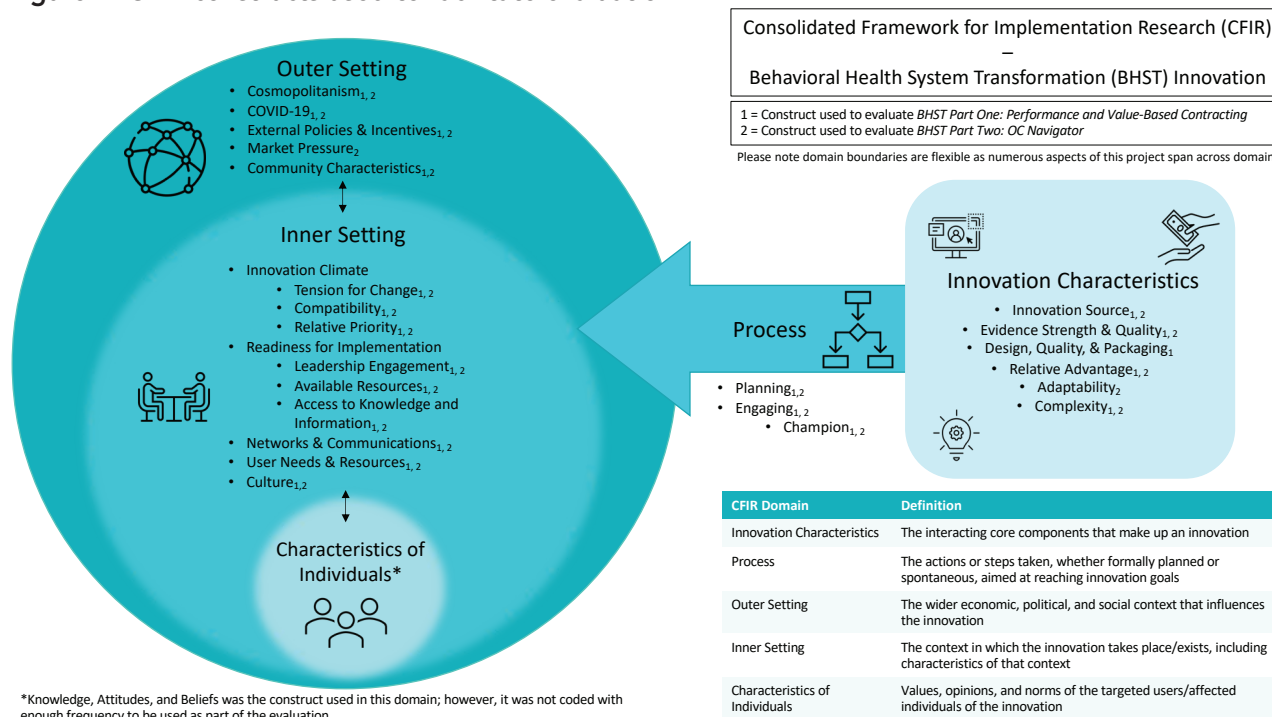 Consolidated Framework for Implementation Research (CFIR)
–
Behavioral Health System Transformation (BHST) Innovation
1 = Construct used to evaluate BHST Part One: Performance and Value-Based Contracting
2 = Construct used to evaluate BHST Part Two: OC Navigator
Please note domain boundaries are flexible as numerous aspects of this project span across domain
Outer Setting
• Cosmopolitanism1, 2
• COVID-191, 2
• External Policies & Incentives1, 2
• Market Pressure2
• Community Characteristics1,2
Inner Setting
• Innovation Climate
• Tension for Change1, 2
• Compatibility1, 2
• Relative Priority1, 2
• Readiness for Implementation
• Leadership Engagement1, 2
• Available Resources1, 2
• Access to Knowledge and
Information1, 2
• Networks & Communications1, 2
• User Needs & Resources1, 2
• Culture1,2
Characteristics of
Individuals*
Process
• Planning1,2
• Engaging1, 2
• Champion1, 2
Innovation Characteristics
• Innovation Source1, 2
• Evidence Strength & Quality1, 2
• Design, Quality, & Packaging1
• Relative Advantage1, 2
• Adaptability2
• Complexity1, 2
CFIR Domain Definition
Innovation Characteristics The interacting core components that make up an innovation
Process The actions or steps taken, whether formally planned or
spontaneous, aimed at reaching innovation goals
Outer Setting The wider economic, political, and social context that influences
the innovation
Inner Setting The context in which the innovation takes place/exists, including
characteristics of that context
Characteristics of Values, opinions, and norms of the targeted users/affected
Individuals individuals of the innovation
*Knowledge, Attitudes, and Beliefs was the construct used in this domain; however, it was not coded with
enough frequency to be used as part of the evaluation